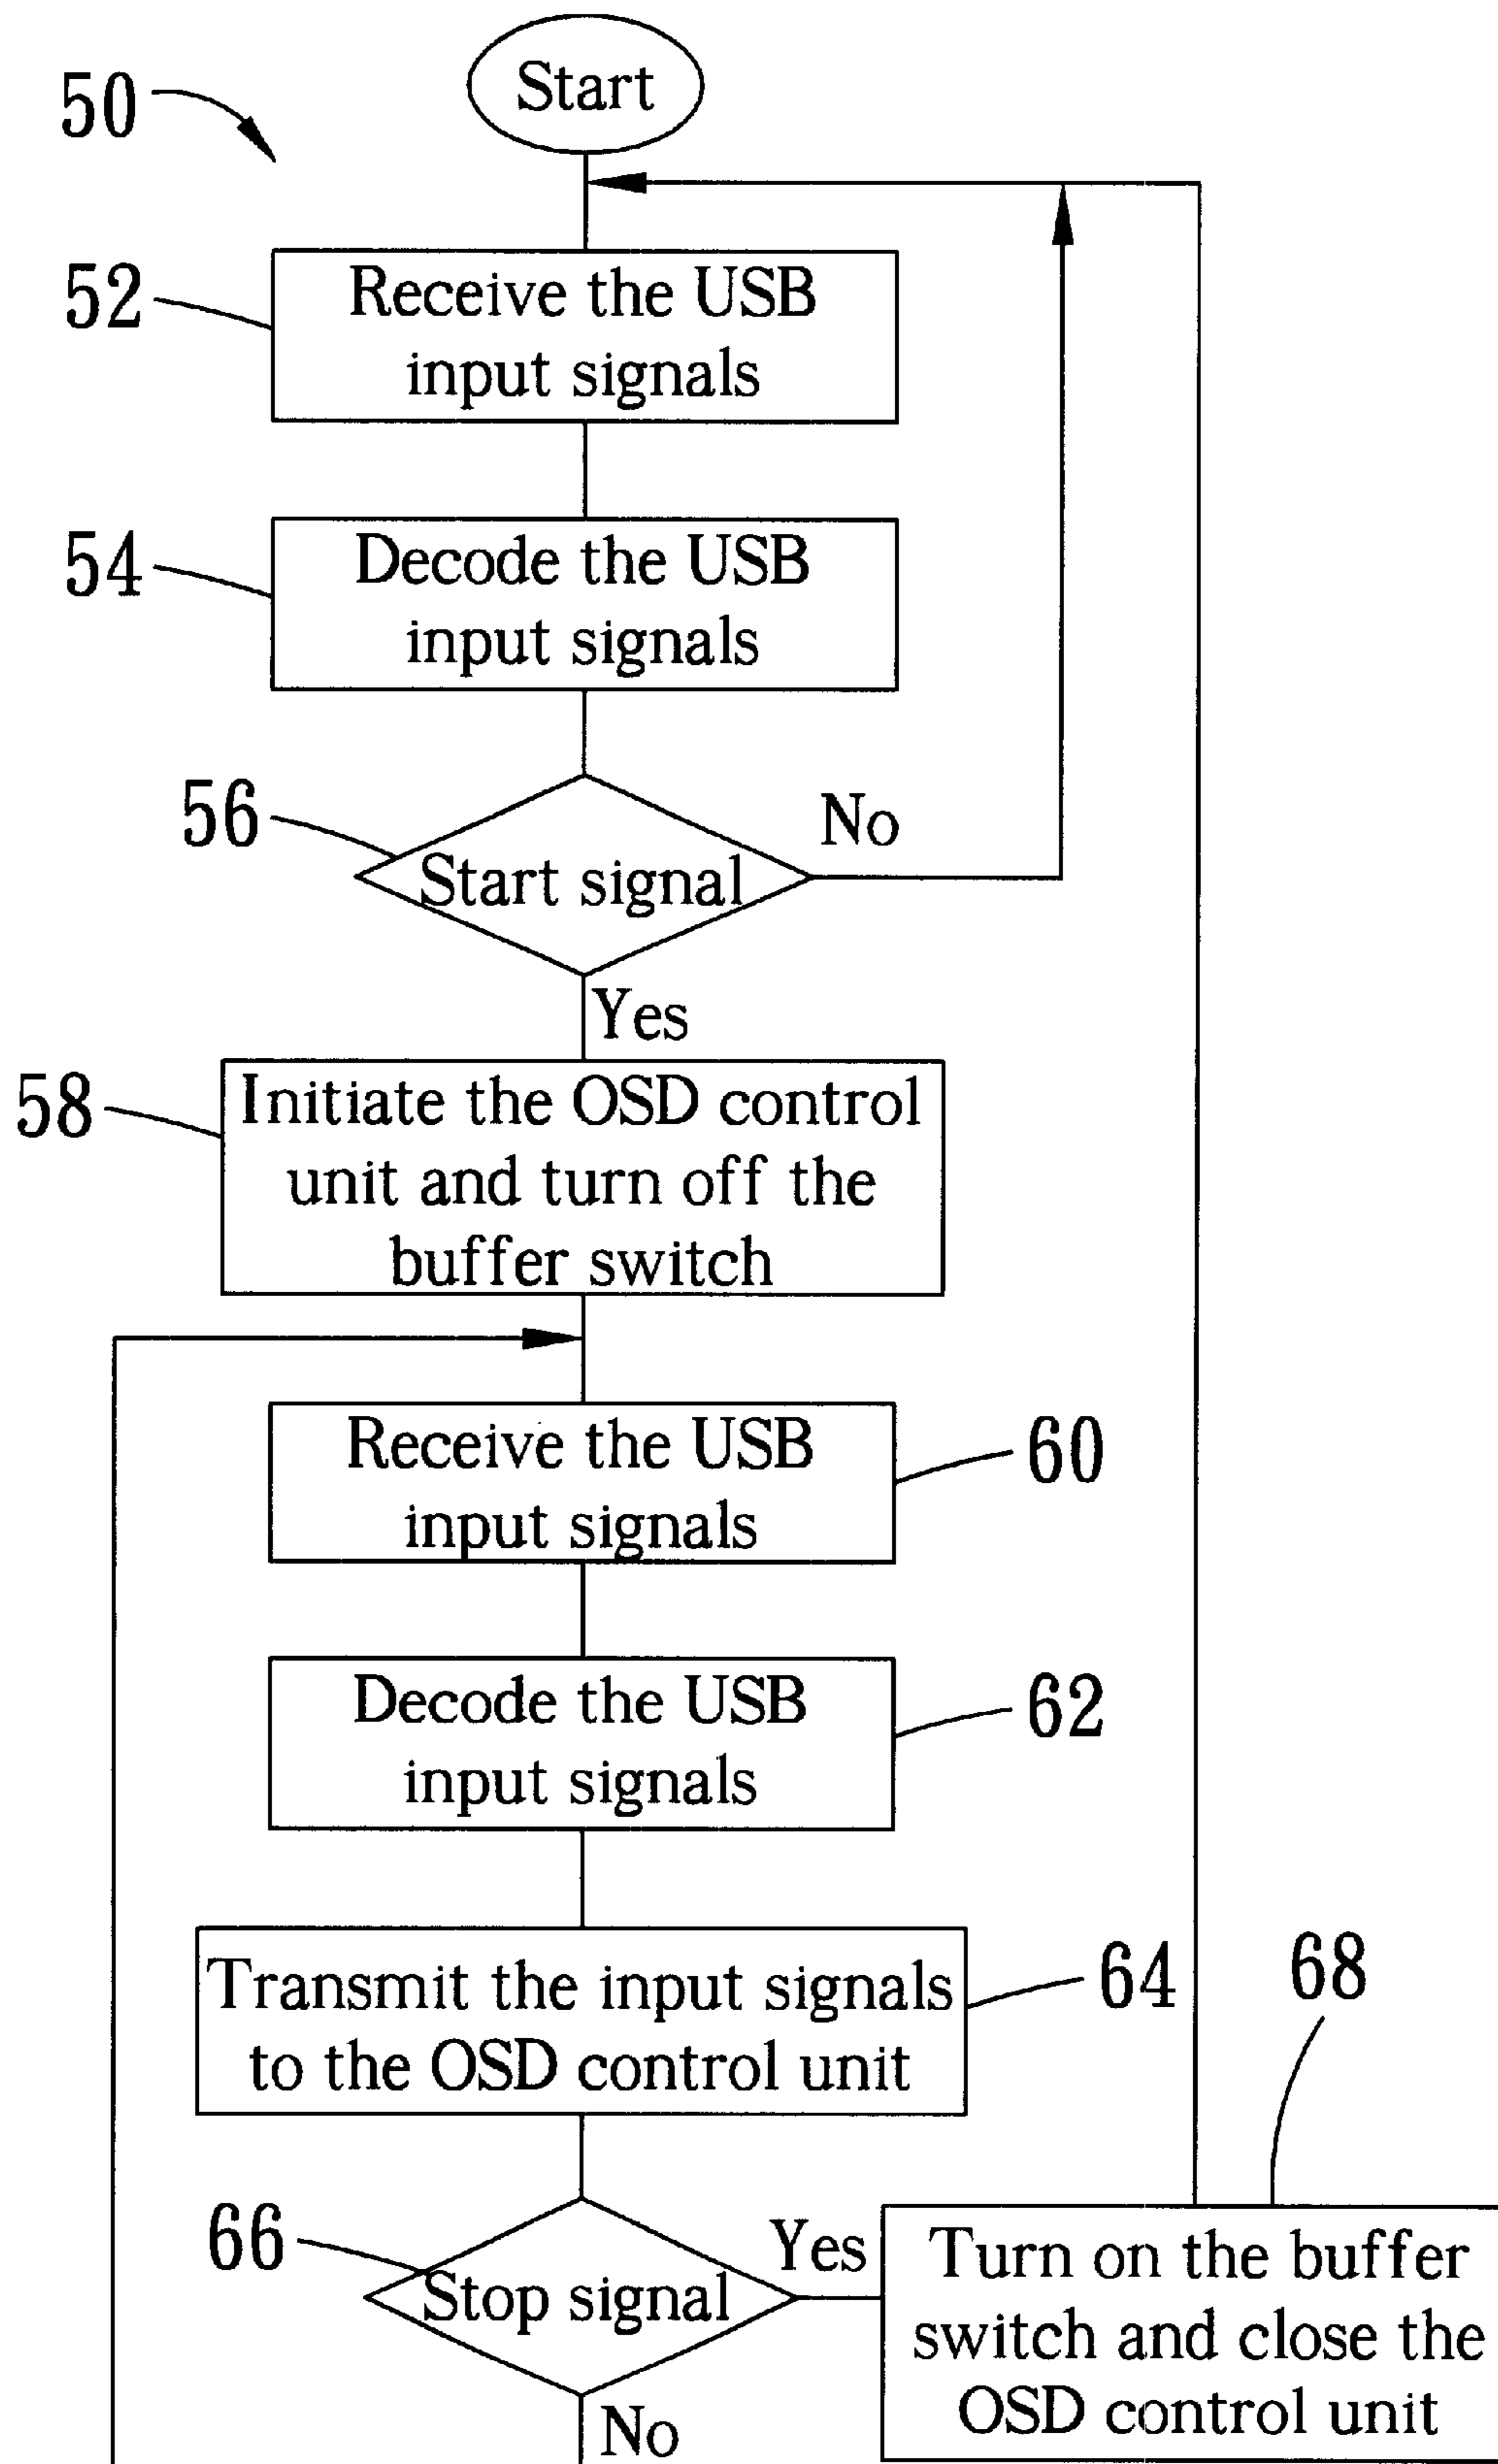 Start
50
52
Receive the USB
input signals
54
Decode the USB
input signals
56
Start signal
No
Yes
58
Initiate the OSD control
unit and turn off the
buffer switch
Receive the USB
input signals
60
Decode the USB
input signals
62
Transmit the input signals
to the OSD control unit
64
68
66
Stop signal
Yes
Turn on the buffer
switch and close the
OSD control unit
No